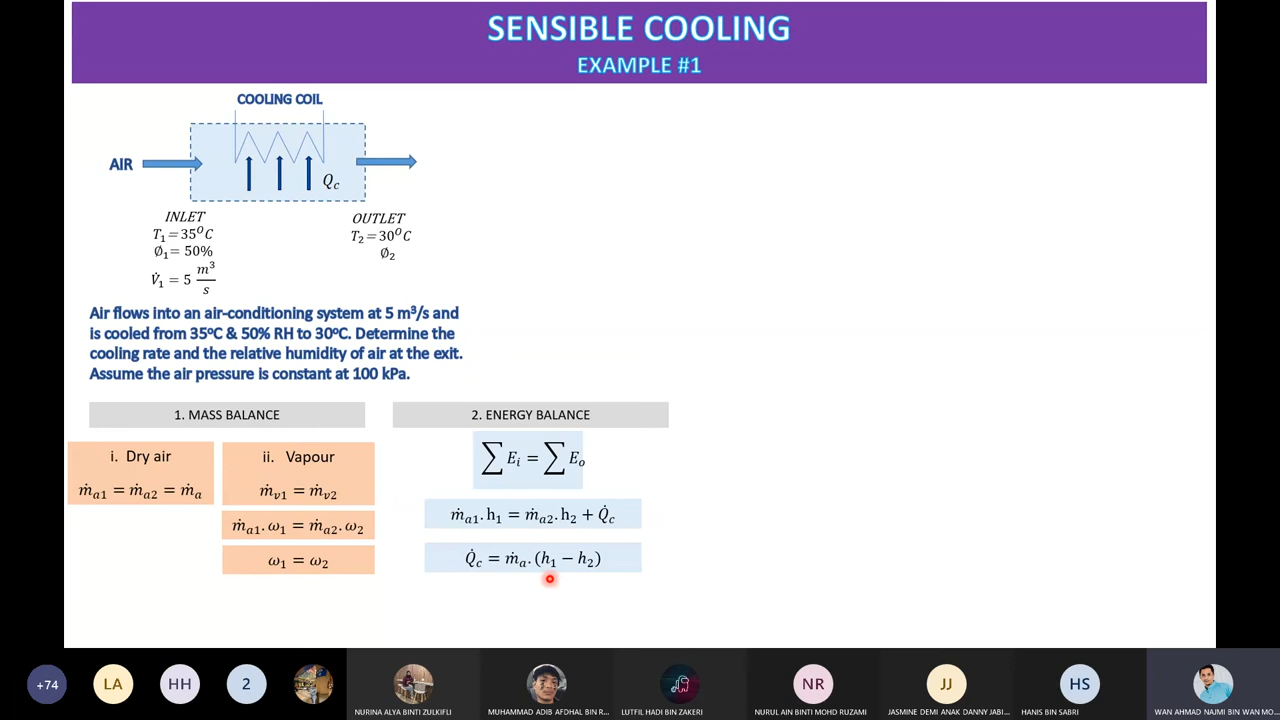 SENSIBLE COOLING
EXAMPLE #1
COOLING COIL
AIR
Q_c
INLET
T₁ = 35⁰C
Ø₁ = 50%
V̇₁ = 5 m³/s
OUTLET
T₂ = 30⁰C
Ø₂
Air flows into an air-conditioning system at 5 m³/s and
is cooled from 35ºC & 50% RH to 30ºC. Determine the
cooling rate and the relative humidity of air at the exit.
Assume the air pressure is constant at 100 kPa.
1. MASS BALANCE
i. Dry air
ṁ_a1 = ṁ_a2 = ṁ_a
ii. Vapour
ṁ_v1 = ṁ_v2
ṁ_a1 . ω₁ = ṁ_a2 . ω₂
ω₁ = ω₂
2. ENERGY BALANCE
∑ E_i = ∑ E_o
ṁ_a1 . h₁ = ṁ_a2 . h₂ + Q̇_c
Q̇_c = ṁ_a . (h₁ − h₂)
+74
LA
HH
2
NURINA ALYA BINTI ZULKIFLI
MUHAMMAD ADIB AFDHAL BIN R...
LUTFIL HADI BIN ZAKERI
NR
NURUL AIN BINTI MOHD RUZAMI
JJ
JASMINE DEMI ANAK DANNY JABI...
HS
HANIS BIN SABRI
WAN AHMAD NAIMI BIN WAN MO...